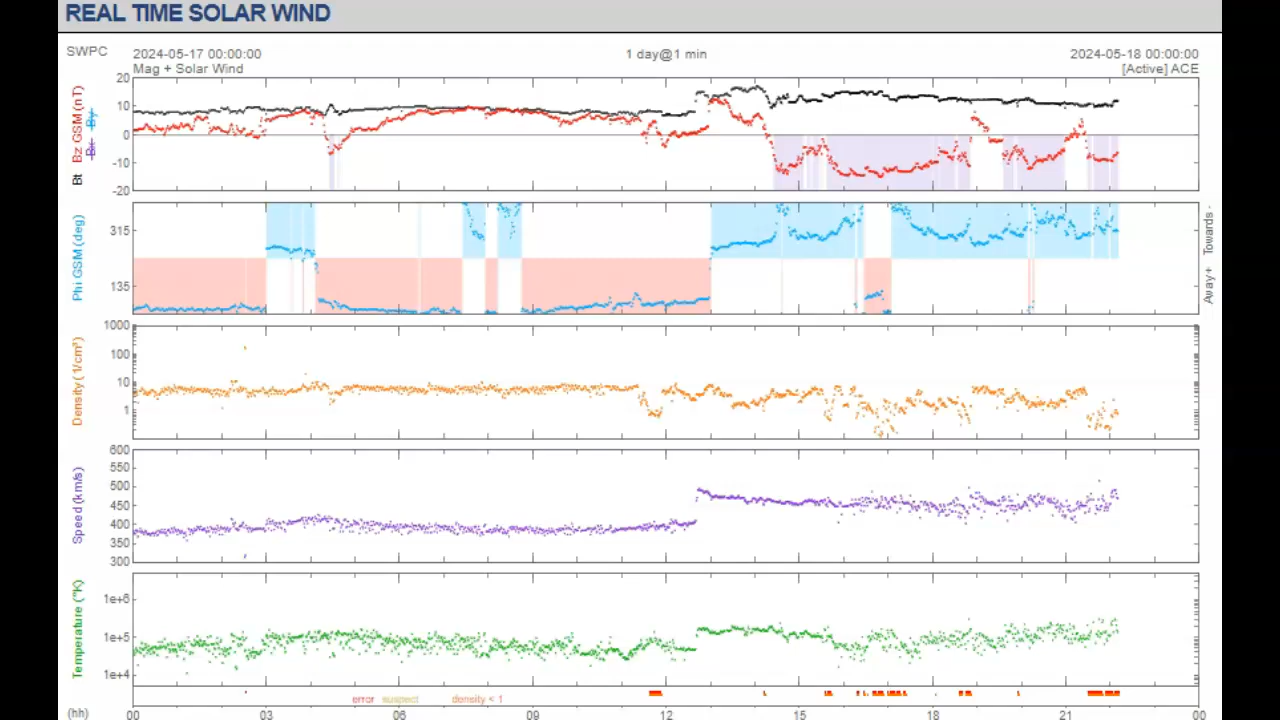 REAL TIME SOLAR WIND
SWPC
2024-05-17 00:00:00
1 day@1 min
2024-05-18 00:00:00
Mag + Solar Wind
[Active] ACE
Bt Bz GSM (nT)
Bx By
20
10
0
-10
-20
Phi GSM (deg)
315
135
Towards -
Away +
Density (1/cm³)
1000
100
10
1
Speed (km/s)
600
550
500
450
400
350
300
Temperature (°K)
1e+6
1e+5
1e+4
error suspect density < 1
(hh)
00 03 06 09 12 15 18 21 00